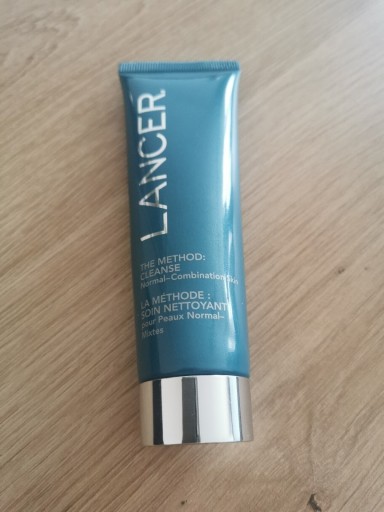 LANCER
THE METHOD:
CLEANSE
Normal-Combination Skin
LA MÉTHODE :
SOIN NETTOYANT
pour Peaux Normal-
Mixtes